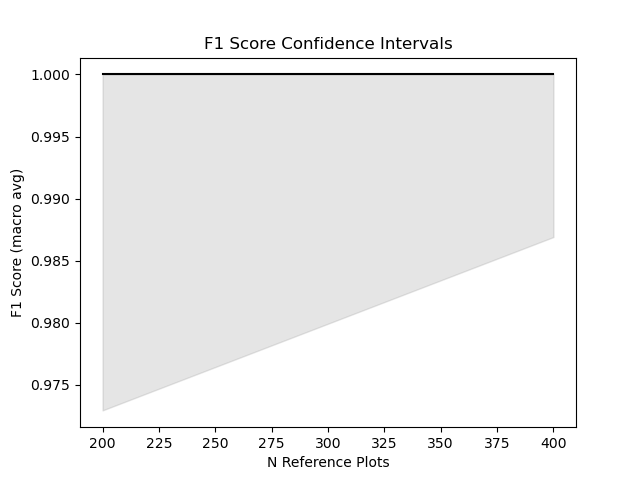 F1 Score Confidence Intervals
1.000
0.995
0.990
0.985
0.980
0.975
F1 Score (macro avg)
200 225 250 275 300 325 350 375 400
N Reference Plots